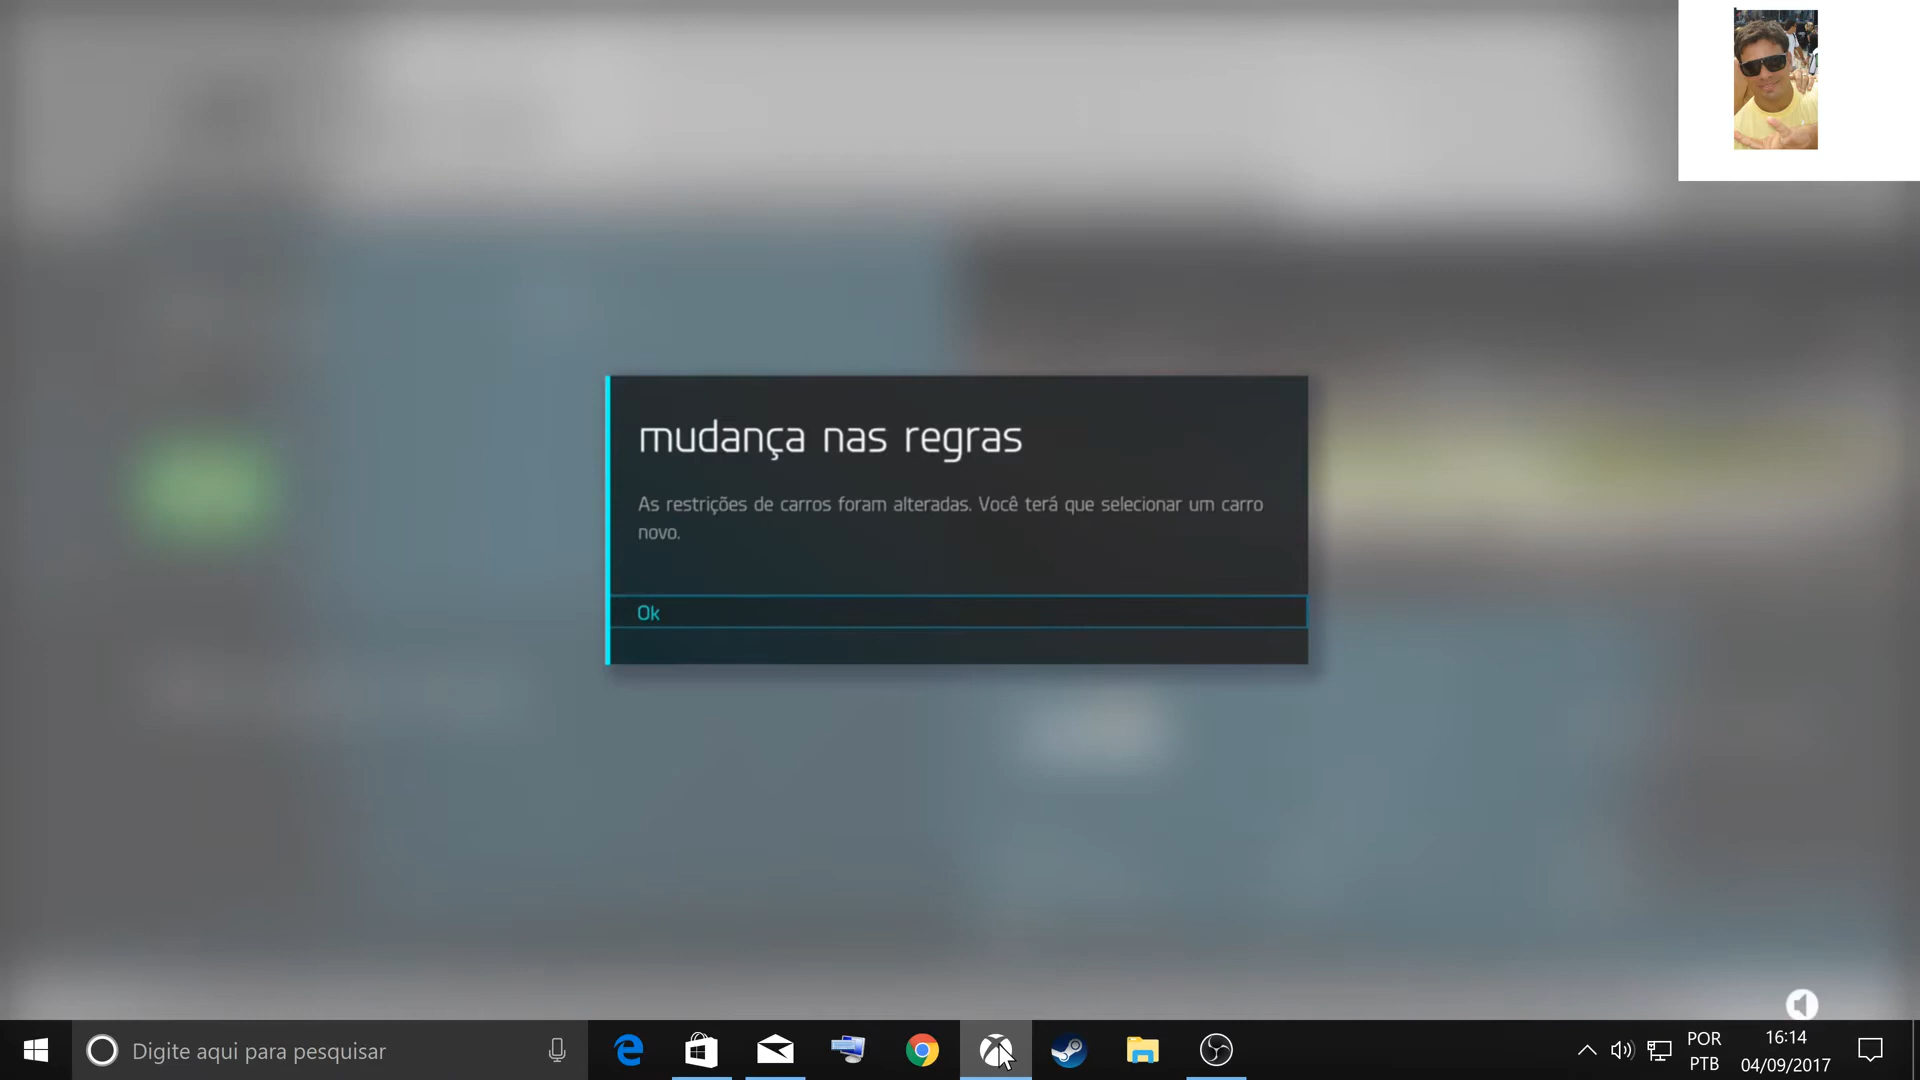 mudança nas regras
As restrições de carros foram alteradas. Você terá que selecionar um carro
novo.
Ok
Digite aqui para pesquisar
POR
PTB
16:14
04/09/2017